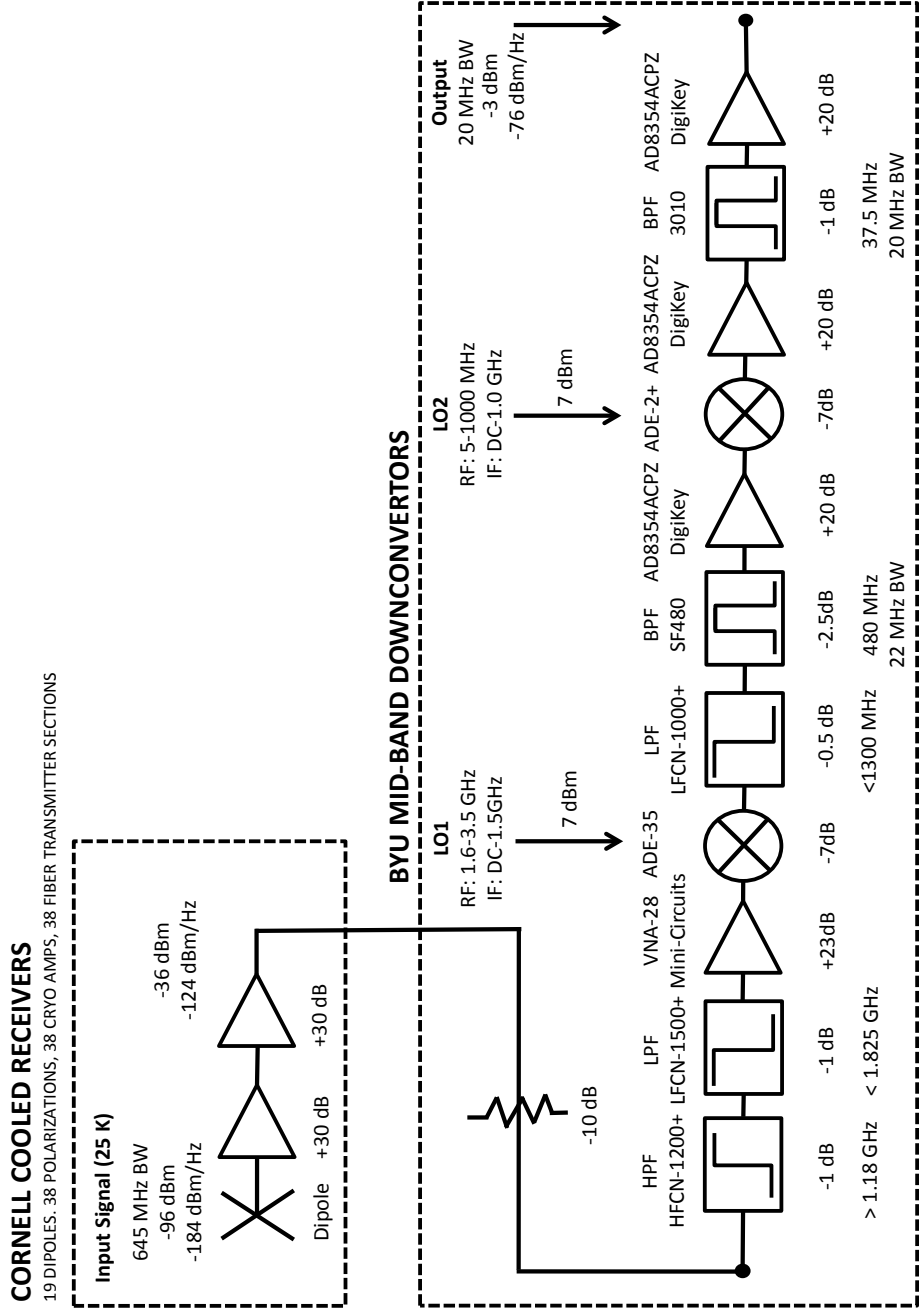 CORNELL COOLED RECEIVERS
19 DIPOLES. 38 POLARIZATIONS, 38 CRYO AMPS, 38 FIBER TRANSMITTER SECTIONS
Input Signal (25 K)
645 MHz BW
-96 dBm
-184 dBm/Hz
Dipole
+30 dB
+30 dB
-36 dBm
-124 dBm/Hz
-10 dB
BYU MID-BAND DOWNCONVERTORS
LO1
RF: 1.6-3.5 GHz
IF: DC-1.5GHz
7 dBm
LO2
RF: 5-1000 MHz
IF: DC-1.0 GHz
7 dBm
Output
20 MHz BW
-3 dBm
-76 dBm/Hz
HPF
HFCN-1200+
-1 dB
> 1.18 GHz
LPF
LFCN-1500+
-1 dB
< 1.825 GHz
VNA-28
Mini-Circuits
+23dB
ADE-35
-7dB
LPF
LFCN-1000+
-0.5 dB
<1300 MHz
BPF
SF480
-2.5dB
480 MHz
22 MHz BW
AD8354ACPZ
DigiKey
+20 dB
ADE-2+
-7dB
AD8354ACPZ
DigiKey
+20 dB
BPF
3010
-1 dB
37.5 MHz
20 MHz BW
AD8354ACPZ
DigiKey
+20 dB